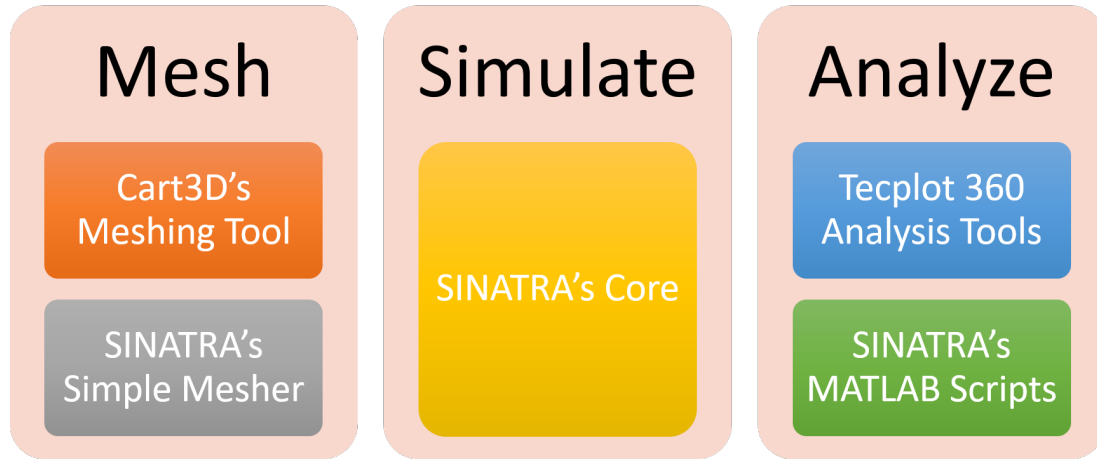 Mesh
Cart3D’s
Meshing Tool
SINATRA’s
Simple Mesher
Simulate
SINATRA’s Core
Analyze
Tecplot 360
Analysis Tools
SINATRA’s
MATLAB Scripts